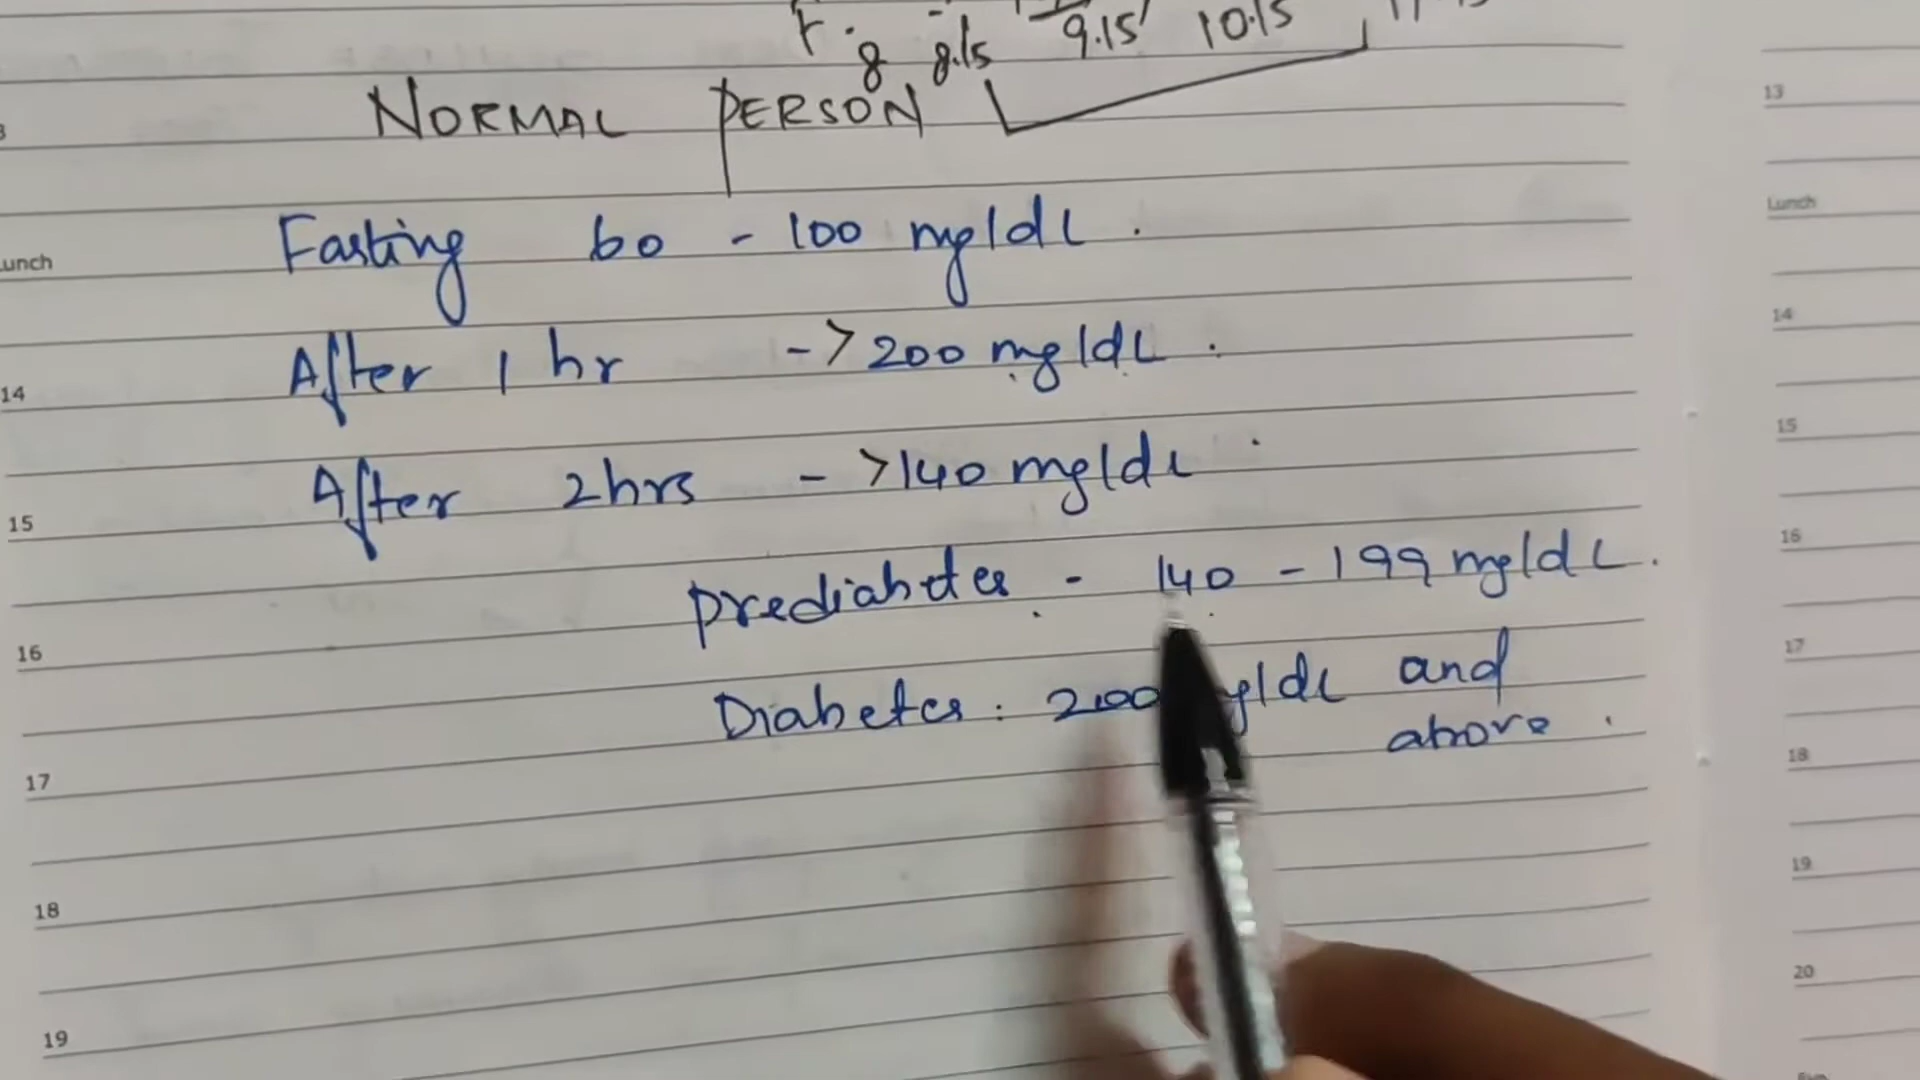 8 8.15 9.15 10.15
NORMAL PERSON
Fasting 60 - 100 mg/dL.
After 1 hr - >200 mg/dL.
After 2hrs - >140 mg/dL.
prediabetes - 140 - 199 mg/dL.
Diabetes: 200 mg/dL and above.
Lunch
14
15
16
17
18
19
13
Lunch
14
15
16
17
18
19
20